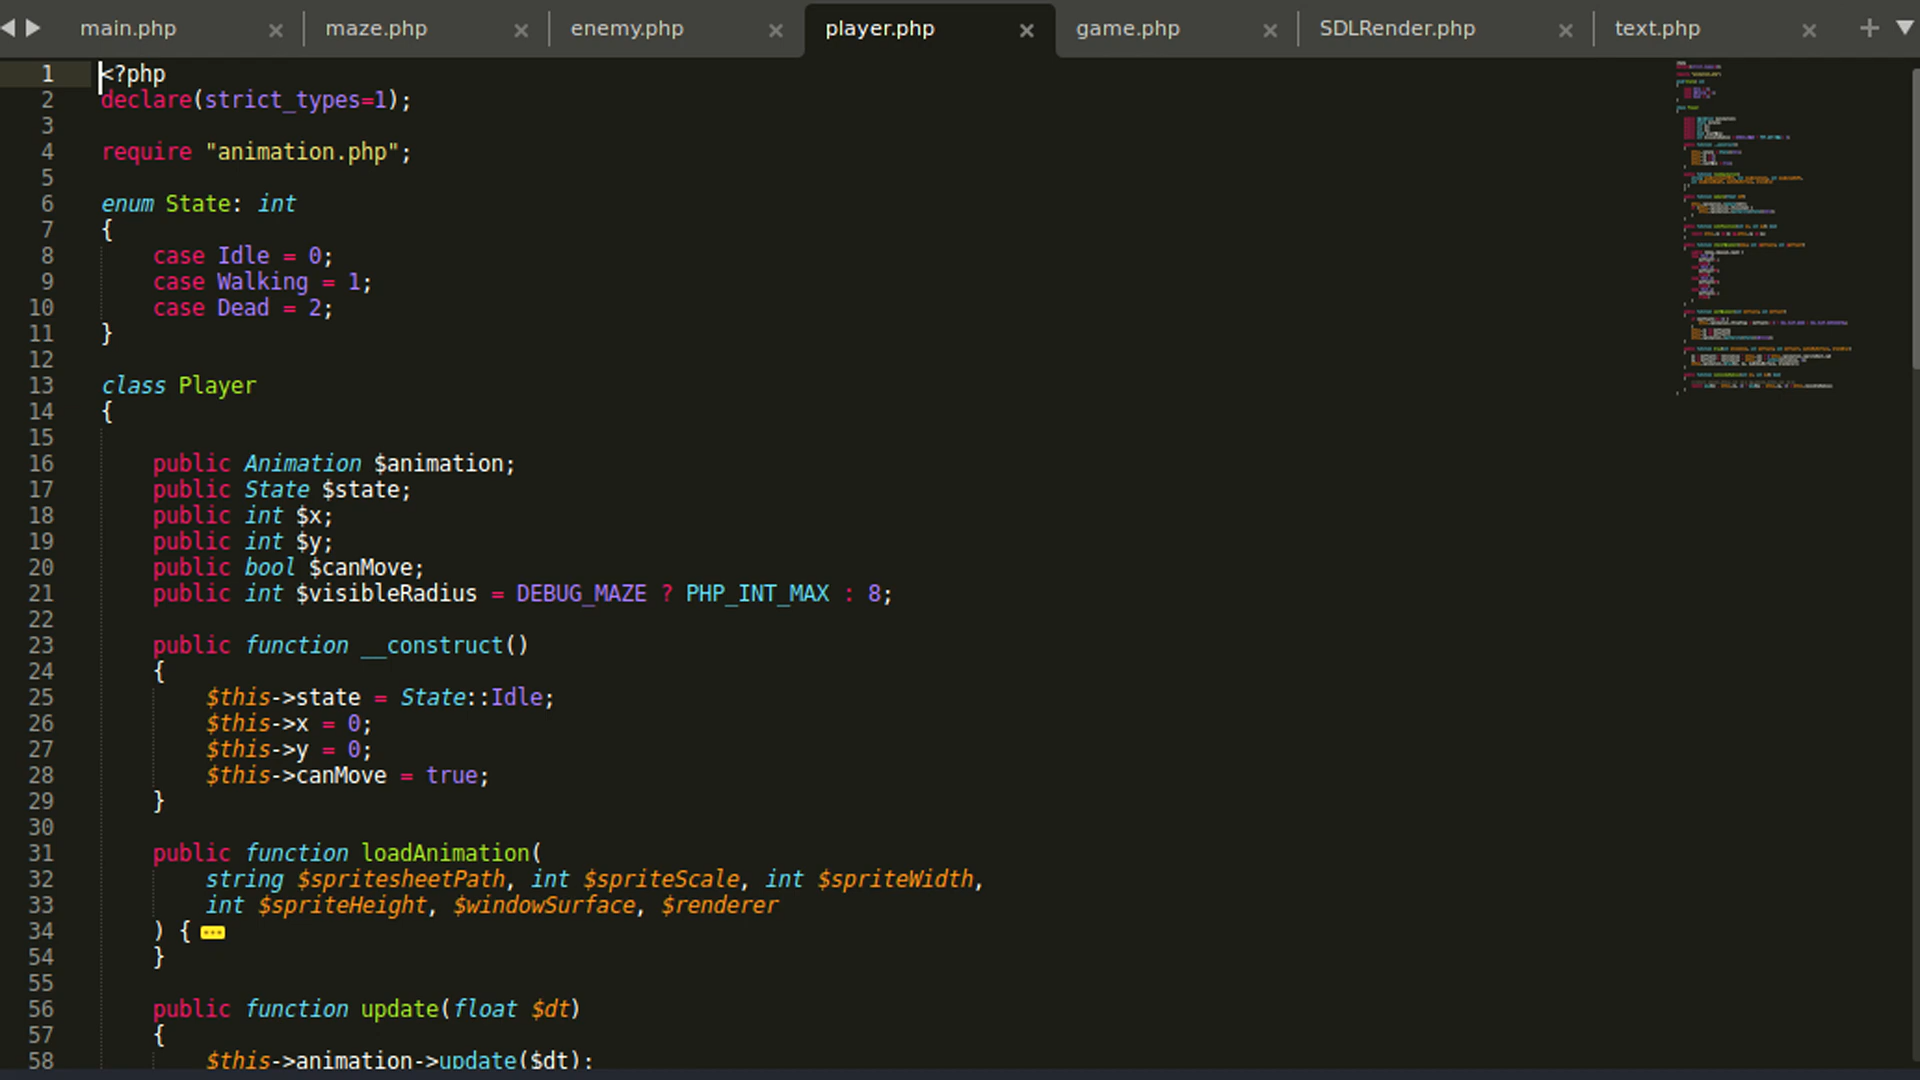 main.php × maze.php × enemy.php × player.php × game.php × SDLRender.php × text.php × +
1 <?php
2 declare(strict_types=1);
3
4 require "animation.php";
5
6 enum State: int
7 {
8     case Idle = 0;
9     case Walking = 1;
10     case Dead = 2;
11 }
12
13 class Player
14 {
15
16     public Animation $animation;
17     public State $state;
18     public int $x;
19     public int $y;
20     public bool $canMove;
21     public int $visibleRadius = DEBUG_MAZE ? PHP_INT_MAX : 8;
22
23     public function __construct()
24     {
25         $this->state = State::Idle;
26         $this->x = 0;
27         $this->y = 0;
28         $this->canMove = true;
29     }
30
31     public function loadAnimation(
32         string $spritesheetPath, int $spriteScale, int $spriteWidth,
33         int $spriteHeight, $windowSurface, $renderer
34     ) { ...
54     }
55
56     public function update(float $dt)
57     {
58         $this->animation->update($dt);